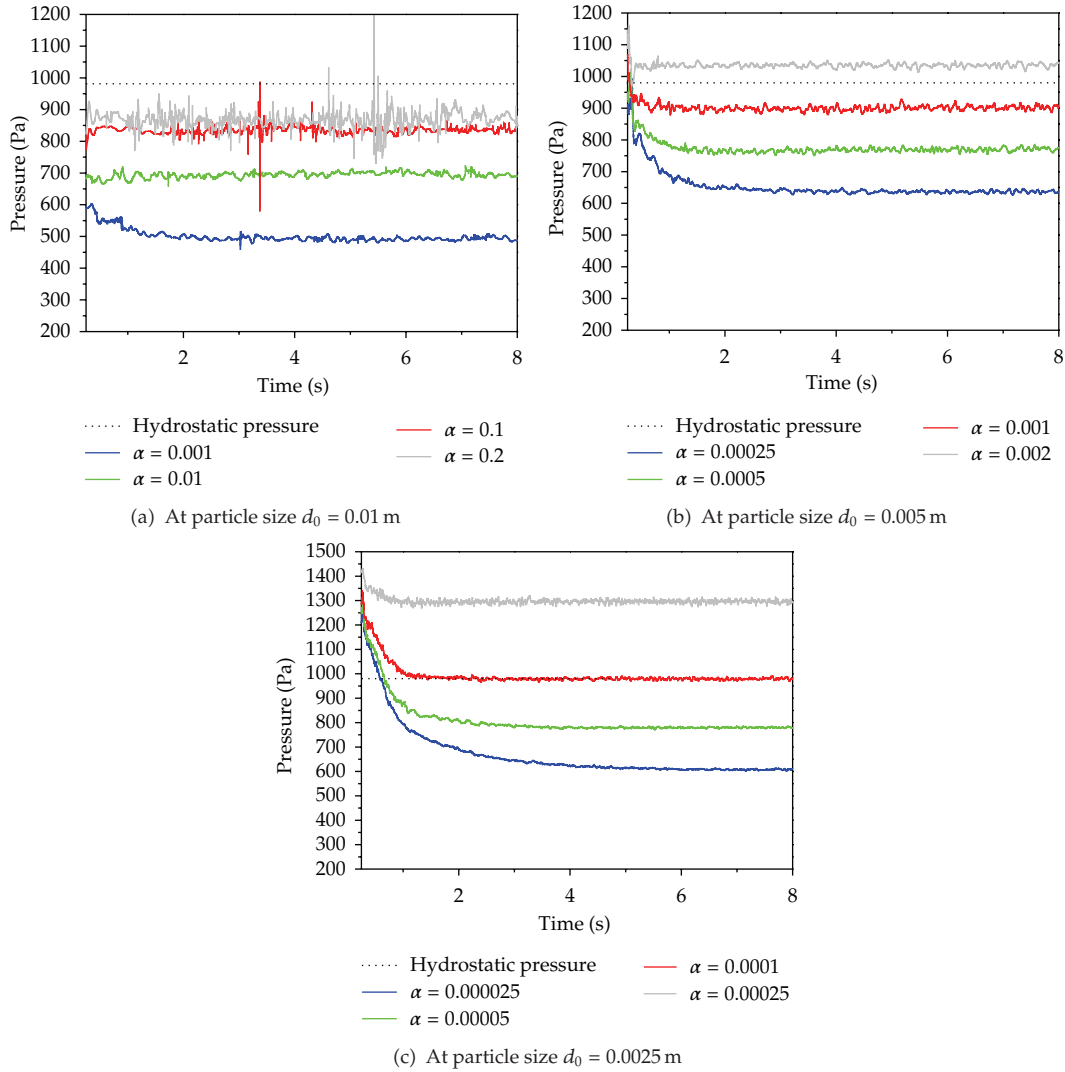 1200
1100
1000
900
800
700
600
500
400
300
200
Pressure (Pa)
2 4 6 8
Time (s)
Hydrostatic pressure
α = 0.001
α = 0.01
α = 0.1
α = 0.2
(a) At particle size d₀ = 0.01 m
1200
1100
1000
900
800
700
600
500
400
300
200
Pressure (Pa)
2 4 6 8
Time (s)
Hydrostatic pressure
α = 0.00025
α = 0.0005
α = 0.001
α = 0.002
(b) At particle size d₀ = 0.005 m
1500
1400
1300
1200
1100
1000
900
800
700
600
500
400
300
200
Pressure (Pa)
2 4 6 8
Time (s)
Hydrostatic pressure
α = 0.000025
α = 0.00005
α = 0.0001
α = 0.00025
(c) At particle size d₀ = 0.0025 m